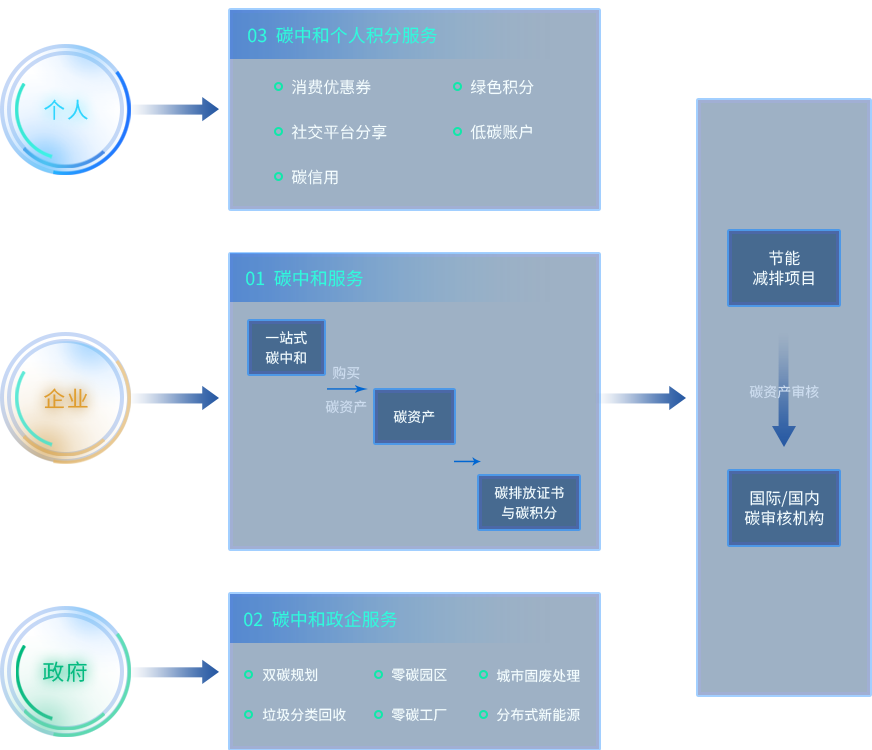 个人
03 碳中和个人积分服务
消费优惠券
绿色积分
社交平台分享
低碳账户
碳信用
企业
01 碳中和服务
一站式
碳中和
购买
碳资产
碳资产
碳排放证书
与碳积分
政府
02 碳中和政企服务
双碳规划
零碳园区
城市固废处理
垃圾分类回收
零碳工厂
分布式新能源
节能
减排项目
碳资产审核
国际/国内
碳审核机构